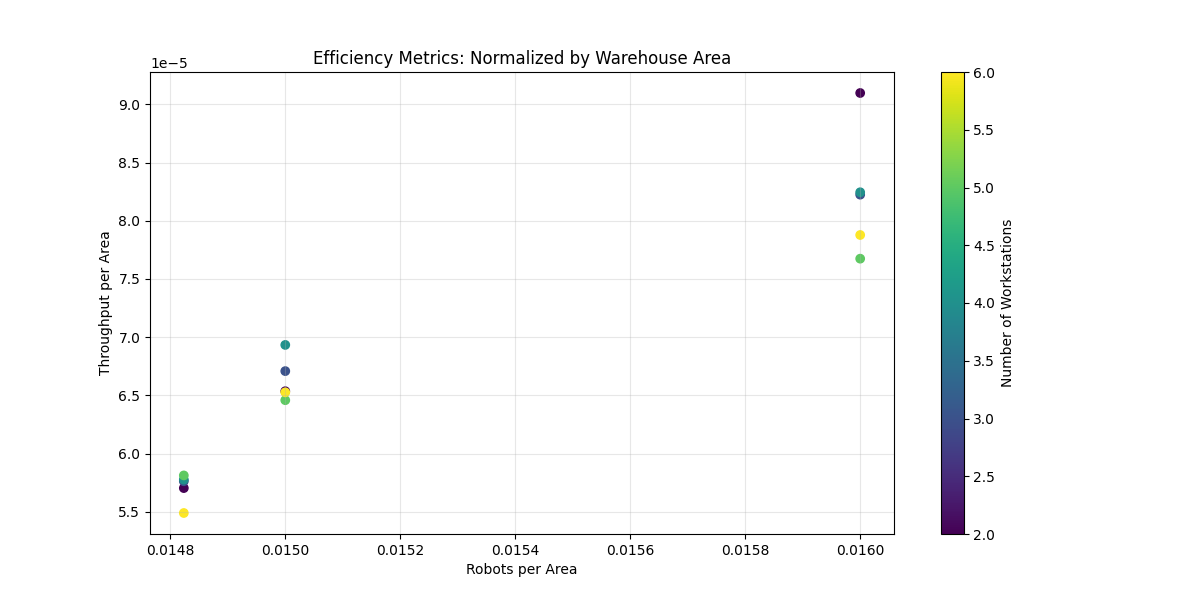 Efficiency Metrics: Normalized by Warehouse Area
1e−5
9.0
8.5
8.0
7.5
7.0
6.5
6.0
5.5
Throughput per Area
0.0148 0.0150 0.0152 0.0154 0.0156 0.0158 0.0160
Robots per Area
6.0
5.5
5.0
4.5
4.0
3.5
3.0
2.5
2.0
Number of Workstations